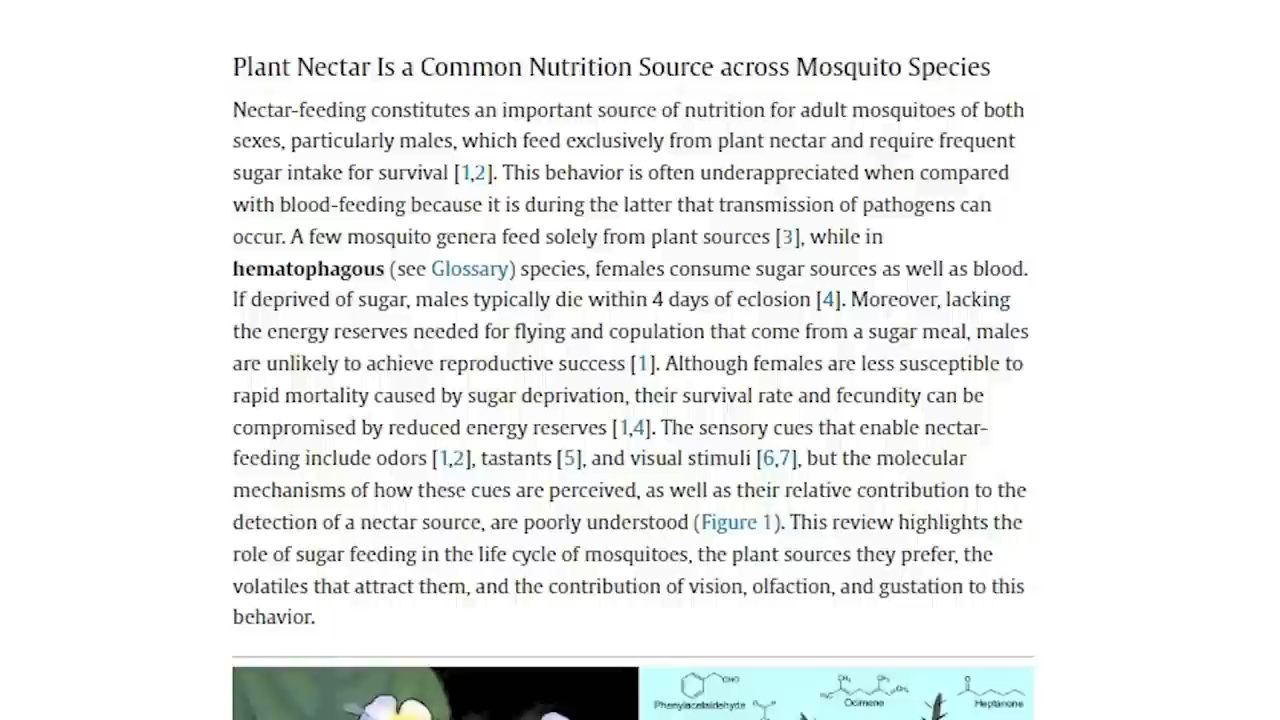 Plant Nectar Is a Common Nutrition Source across Mosquito Species
Nectar-feeding constitutes an important source of nutrition for adult mosquitoes of both
sexes, particularly males, which feed exclusively from plant nectar and require frequent
sugar intake for survival [1,2]. This behavior is often underappreciated when compared
with blood-feeding because it is during the latter that transmission of pathogens can
occur. A few mosquito genera feed solely from plant sources [3], while in
hematophagous (see Glossary) species, females consume sugar sources as well as blood.
If deprived of sugar, males typically die within 4 days of eclosion [4]. Moreover, lacking
the energy reserves needed for flying and copulation that come from a sugar meal, males
are unlikely to achieve reproductive success [1]. Although females are less susceptible to
rapid mortality caused by sugar deprivation, their survival rate and fecundity can be
compromised by reduced energy reserves [1,4]. The sensory cues that enable nectar-
feeding include odors [1,2], tastants [5], and visual stimuli [6,7], but the molecular
mechanisms of how these cues are perceived, as well as their relative contribution to the
detection of a nectar source, are poorly understood (Figure 1). This review highlights the
role of sugar feeding in the life cycle of mosquitoes, the plant sources they prefer, the
volatiles that attract them, and the contribution of vision, olfaction, and gustation to this
behavior.
Phenylacetaldehyde Ocimene Heptanone